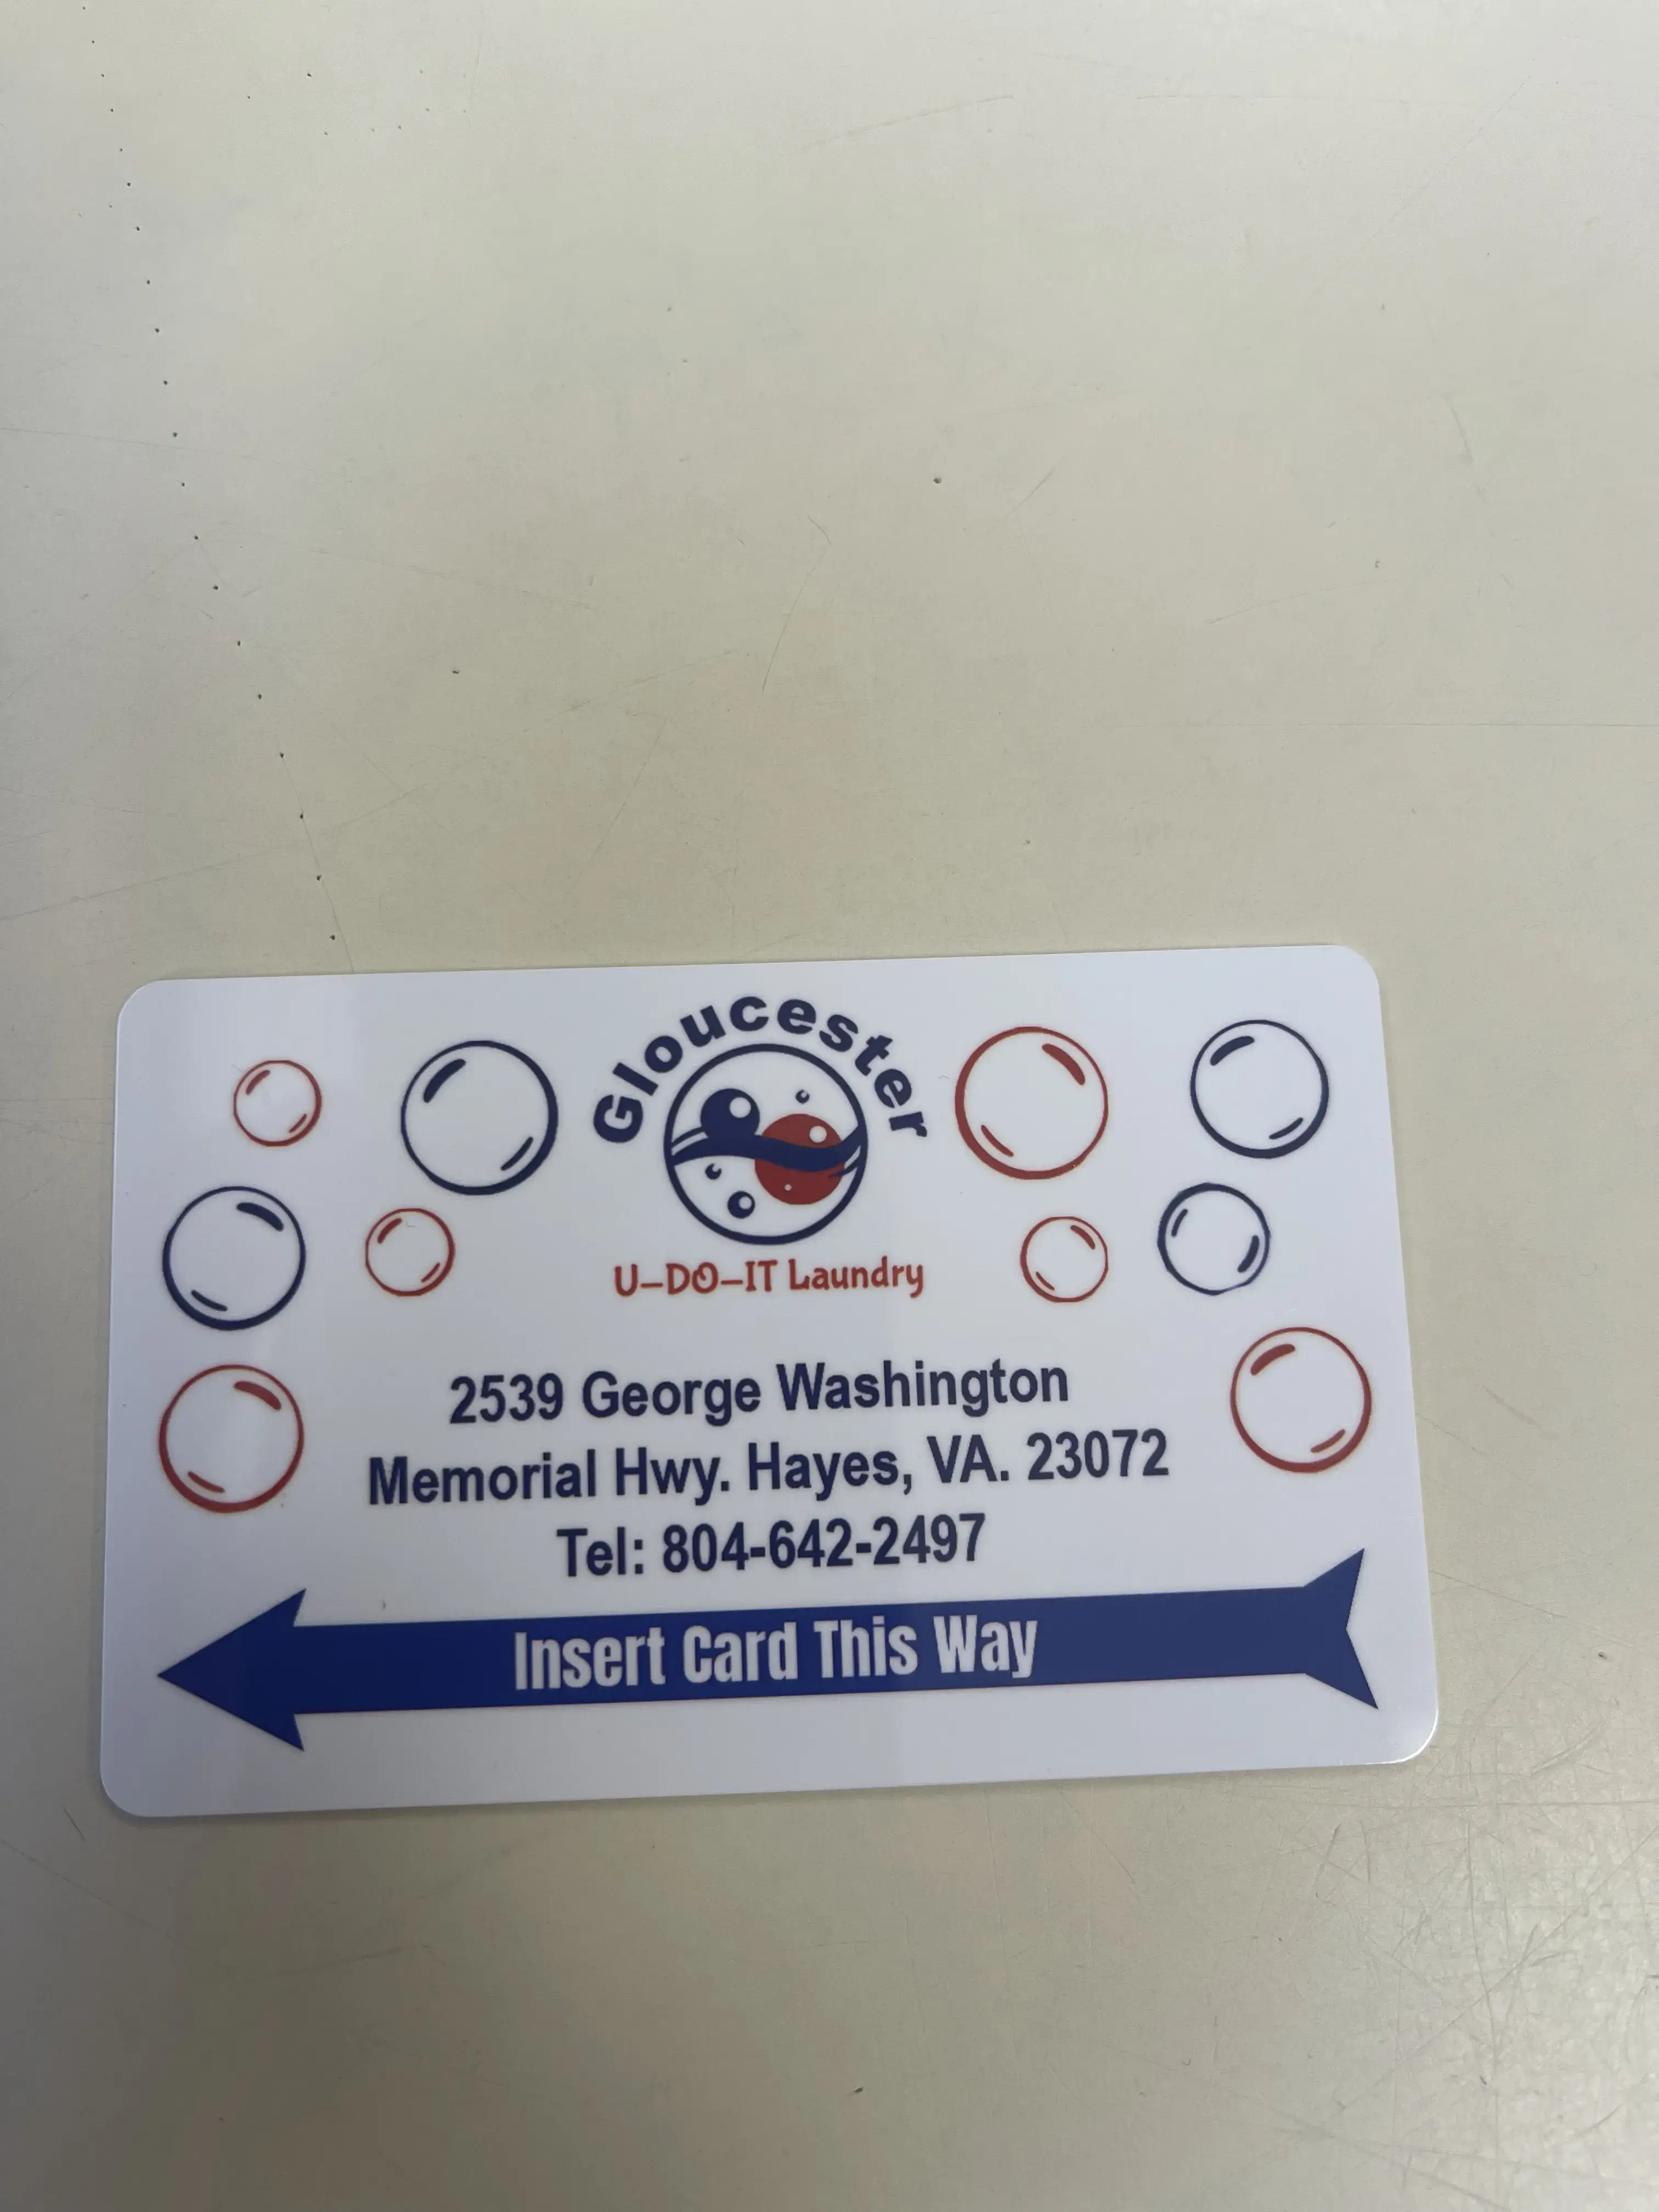 Gloucester
U-DO-IT Laundry
2539 George Washington
Memorial Hwy. Hayes, VA. 23072
Tel: 804-642-2497
Insert Card This Way